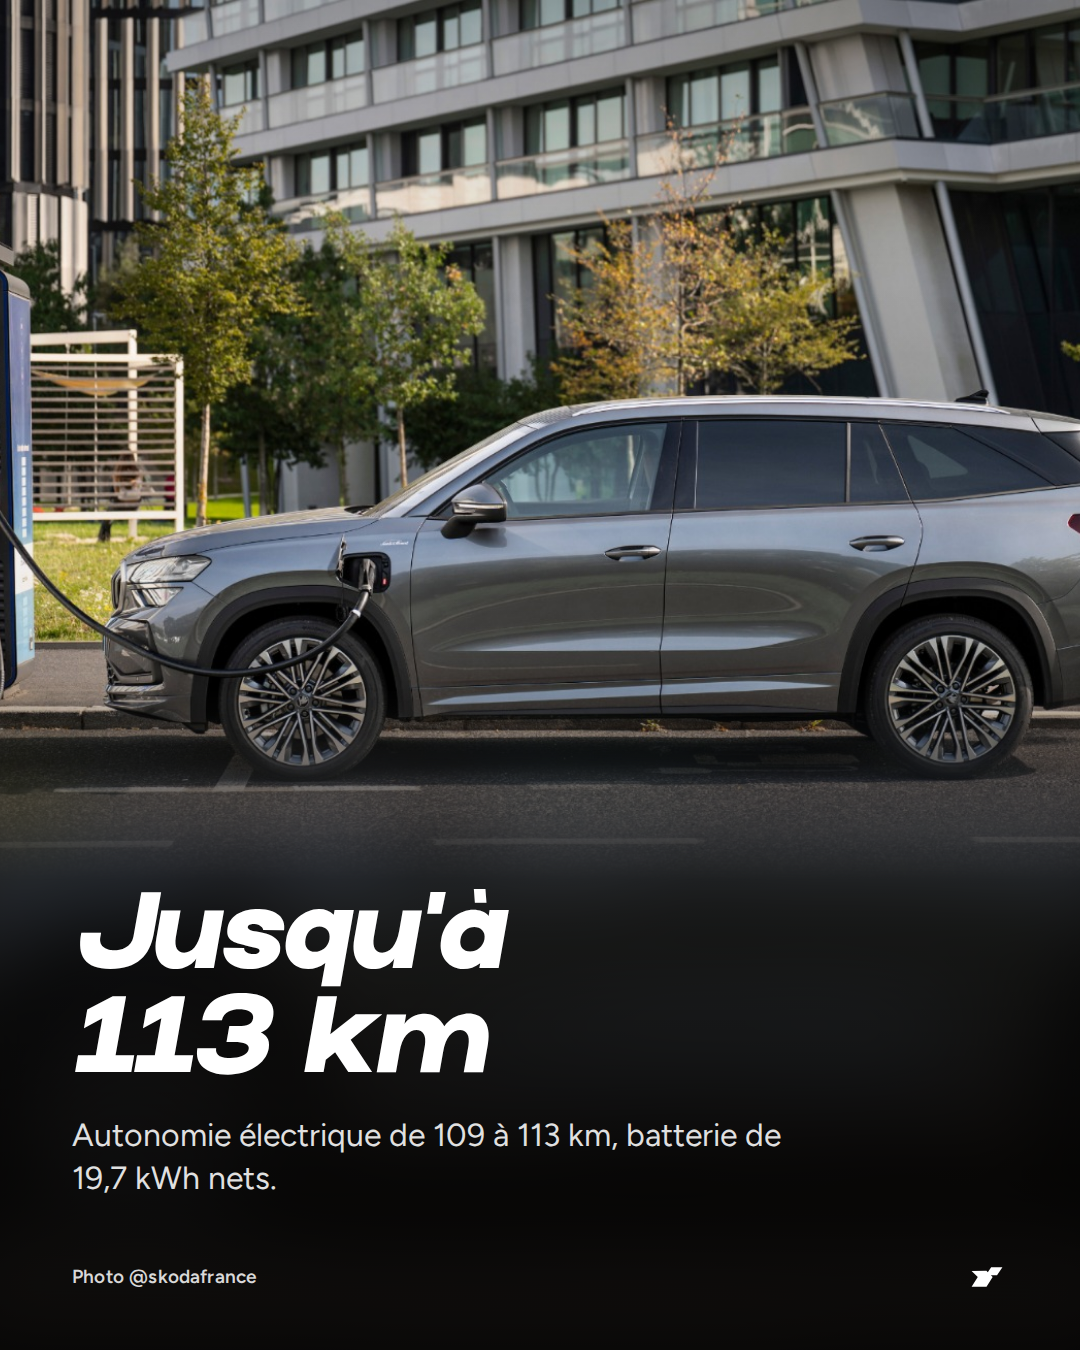 Jusqu'à
113 km
Autonomie électrique de 109 à 113 km, batterie de
19,7 kWh nets.
Photo @skodafrance